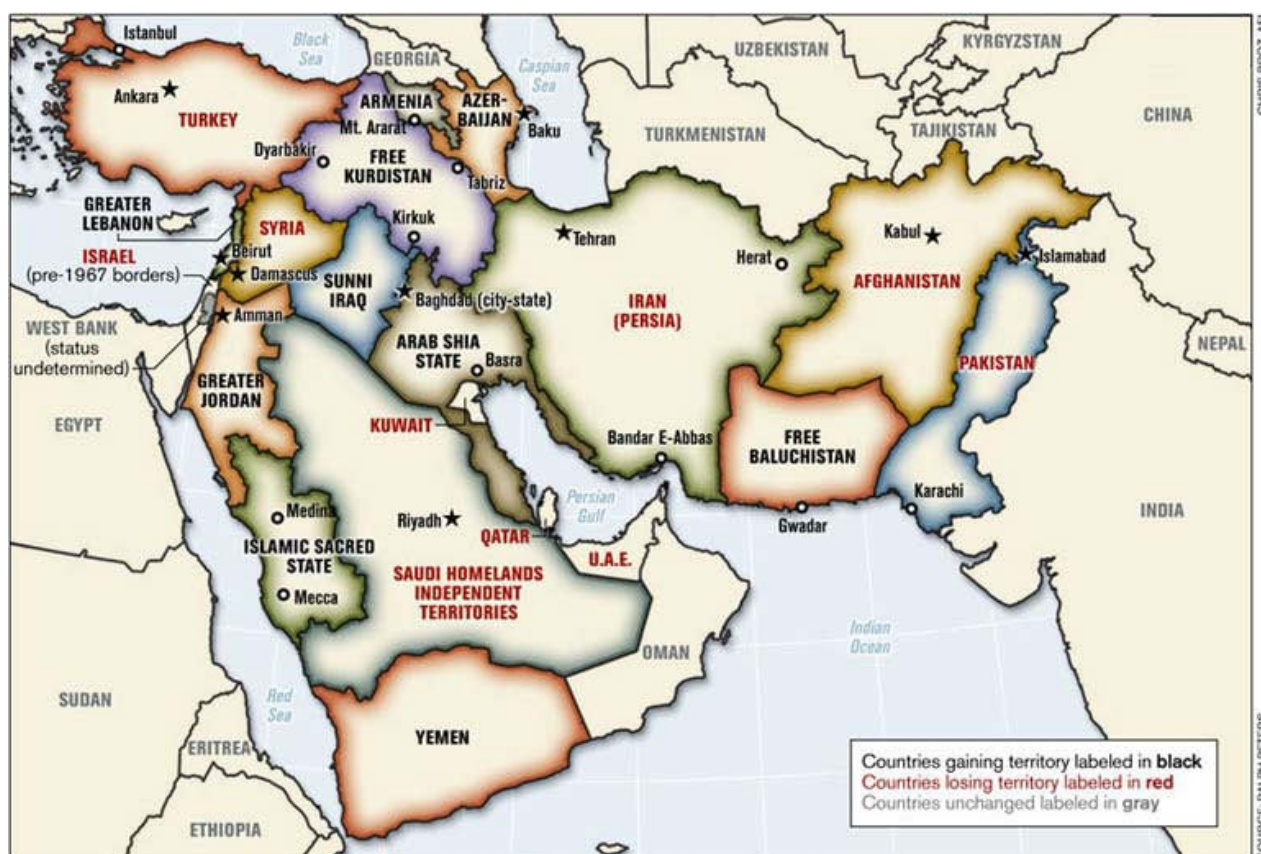 Istanbul
Black
Sea
GEORGIA
Caspian
Sea
UZBEKISTAN
KYRGYZSTAN
Ankara
TURKEY
ARMENIA
AZER-
BAIJAN
Mt. Ararat
Baku
TURKMENISTAN
TAJIKISTAN
CHINA
Dyarbakir
FREE
KURDISTAN
Tabriz
GREATER
LEBANON
SYRIA
Kirkuk
Tehran
Herat
Kabul
Islamabad
ISRAEL
(pre-1967 borders)
Beirut
Damascus
SUNNI
IRAQ
Baghdad (city-state)
IRAN
(PERSIA)
AFGHANISTAN
WEST BANK
(status
undetermined)
Amman
ARAB SHIA
STATE
Basra
PAKISTAN
NEPAL
GREATER
JORDAN
EGYPT
KUWAIT
Bandar E-Abbas
FREE
BALUCHISTAN
Persian
Gulf
Karachi
Gwadar
INDIA
Medina
Riyadh
QATAR
ISLAMIC SACRED
STATE
U.A.E.
Mecca
SAUDI HOMELANDS
INDEPENDENT
TERRITORIES
Indian
Ocean
OMAN
SUDAN
Red
Sea
YEMEN
ERITREA
ETHIOPIA
Countries gaining territory labeled in black
Countries losing territory labeled in red
Countries unchanged labeled in gray